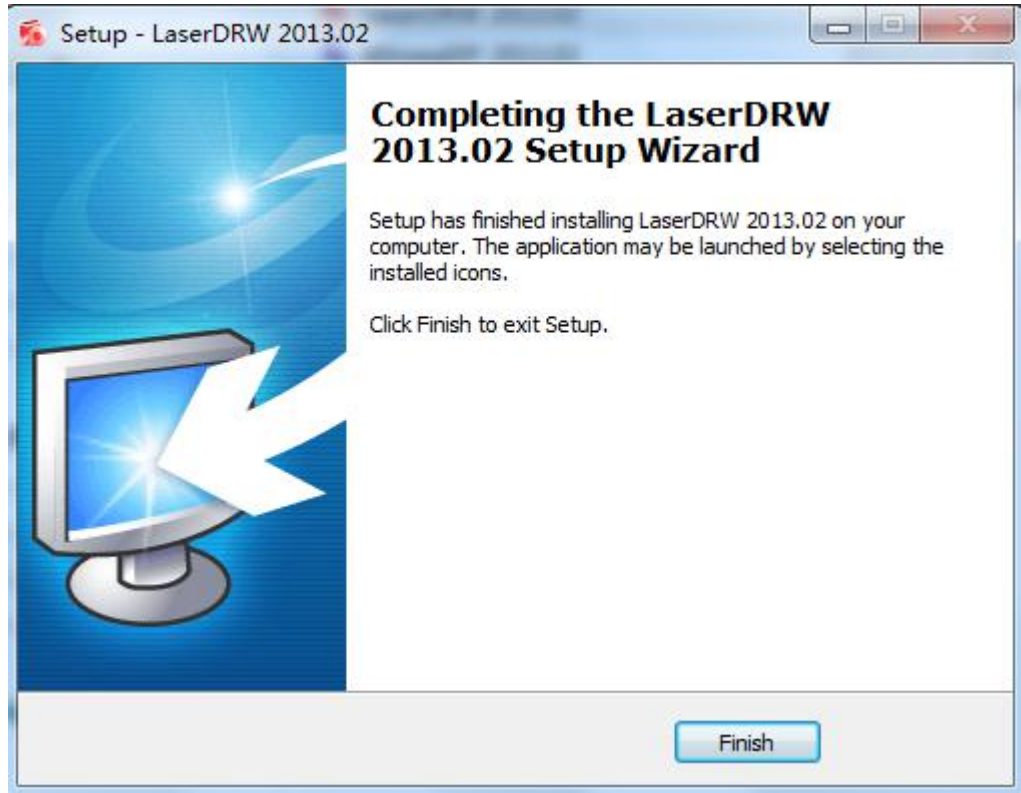 Setup - LaserDRW 2013.02
Completing the LaserDRW
2013.02 Setup Wizard
Setup has finished installing LaserDRW 2013.02 on your
computer. The application may be launched by selecting the
installed icons.
Click Finish to exit Setup.
Finish